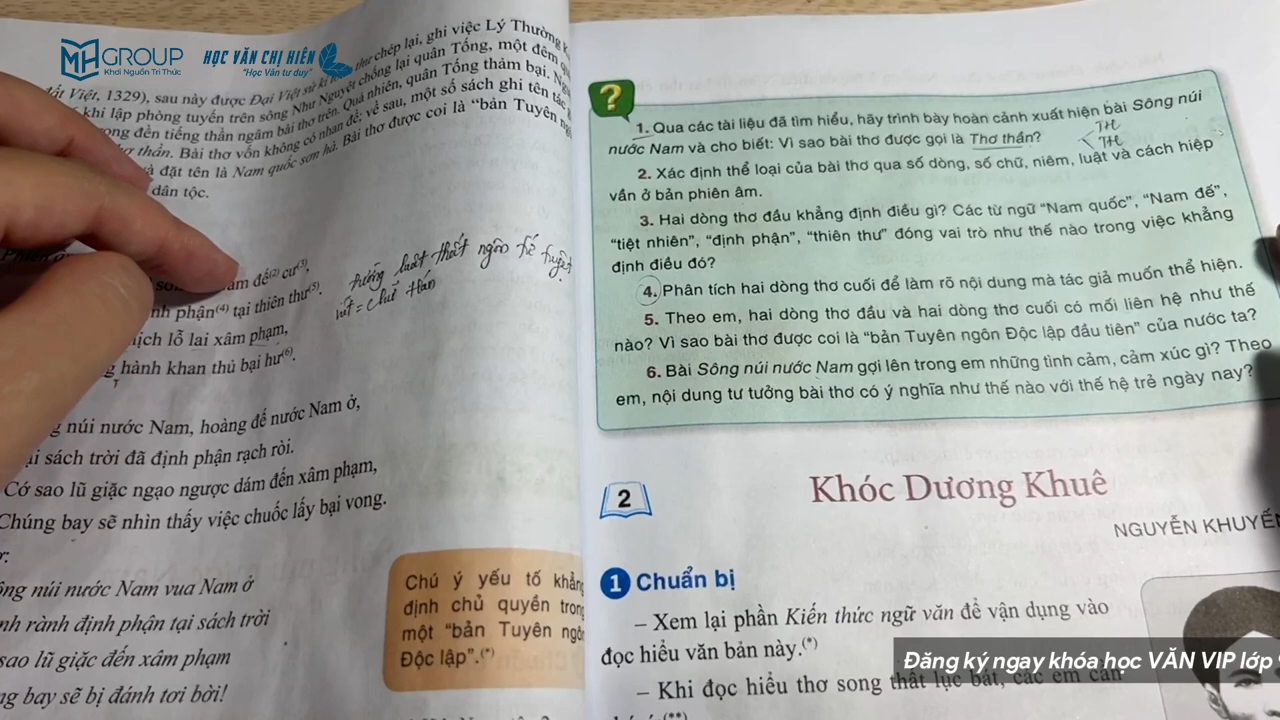 MH GROUP
Khơi Nguồn Tri Thức
HỌC VĂN CHỊ HIÊN
"Học Văn tư duy"
Việt, 1329), sau này được Đại Việt sử ký chép lại, ghi việc Lý Thường
khi lập phòng tuyến trên sông Như Nguyệt chống lại quân Tống, một đêm
đền tiếng thần ngâm bài thơ trên. Quả nhiên, quân Tống thảm bại.
thần. Bài thơ vốn không có nhan đề; về sau, một số sách ghi tên tác
đặt tên là Nam quốc sơn hà. Bài thơ được coi là “bản Tuyên
dân tộc.
đế(2) cư(3),
phận(4) tại thiên thư(5).
lỗ lai xâm phạm,
hành khan thủ bại hư(6).
thất ngôn tứ tuyệt
viết = chữ Hán
núi nước Nam, hoàng đế nước Nam ở,
sách trời đã định phận rạch ròi.
Cớ sao lũ giặc ngạo ngược dám đến xâm phạm,
Chúng bay sẽ nhìn thấy việc chuốc lấy bại vong.
núi nước Nam vua Nam ở
rành định phận tại sách trời
sao lũ giặc đến xâm phạm
bay sẽ bị đánh tơi bời!
Chú ý yếu tố khẳng
định chủ quyền trong
một “bản Tuyên ngôn
Độc lập”.(*)
?
1. Qua các tài liệu đã tìm hiểu, hãy trình bày hoàn cảnh xuất hiện bài Sông núi
nước Nam và cho biết: Vì sao bài thơ được gọi là Thơ thần?
2. Xác định thể loại của bài thơ qua số dòng, số chữ, niêm, luật và cách hiệp
vần ở bản phiên âm.
3. Hai dòng thơ đầu khẳng định điều gì? Các từ ngữ “Nam quốc”, “Nam đế”,
“tiệt nhiên”, “định phận”, “thiên thư” đóng vai trò như thế nào trong việc khẳng
định điều đó?
4. Phân tích hai dòng thơ cuối để làm rõ nội dung mà tác giả muốn thể hiện.
5. Theo em, hai dòng thơ đầu và hai dòng thơ cuối có mối liên hệ như thế
nào? Vì sao bài thơ được coi là “bản Tuyên ngôn Độc lập đầu tiên” của nước ta?
6. Bài Sông núi nước Nam gợi lên trong em những tình cảm, cảm xúc gì? Theo
em, nội dung tư tưởng bài thơ có ý nghĩa như thế nào với thế hệ trẻ ngày nay?
2
Khóc Dương Khuê
NGUYỄN KHUYẾN
1 Chuẩn bị
– Xem lại phần Kiến thức ngữ văn để vận dụng vào
đọc hiểu văn bản này.(*)
– Khi đọc hiểu thơ song thất lục bát, các em cần
Đăng ký ngay khóa học VĂN VIP lớp